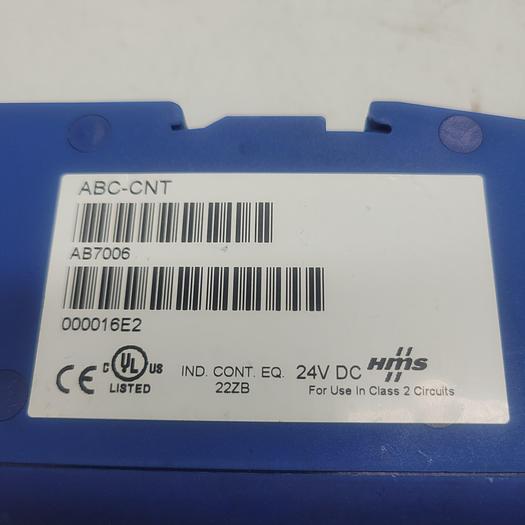 ABC-CNT
AB7006
000016E2
CE C UL US LISTED IND. CONT. EQ. 22ZB 24V DC HMS
For Use In Class 2 Circuits